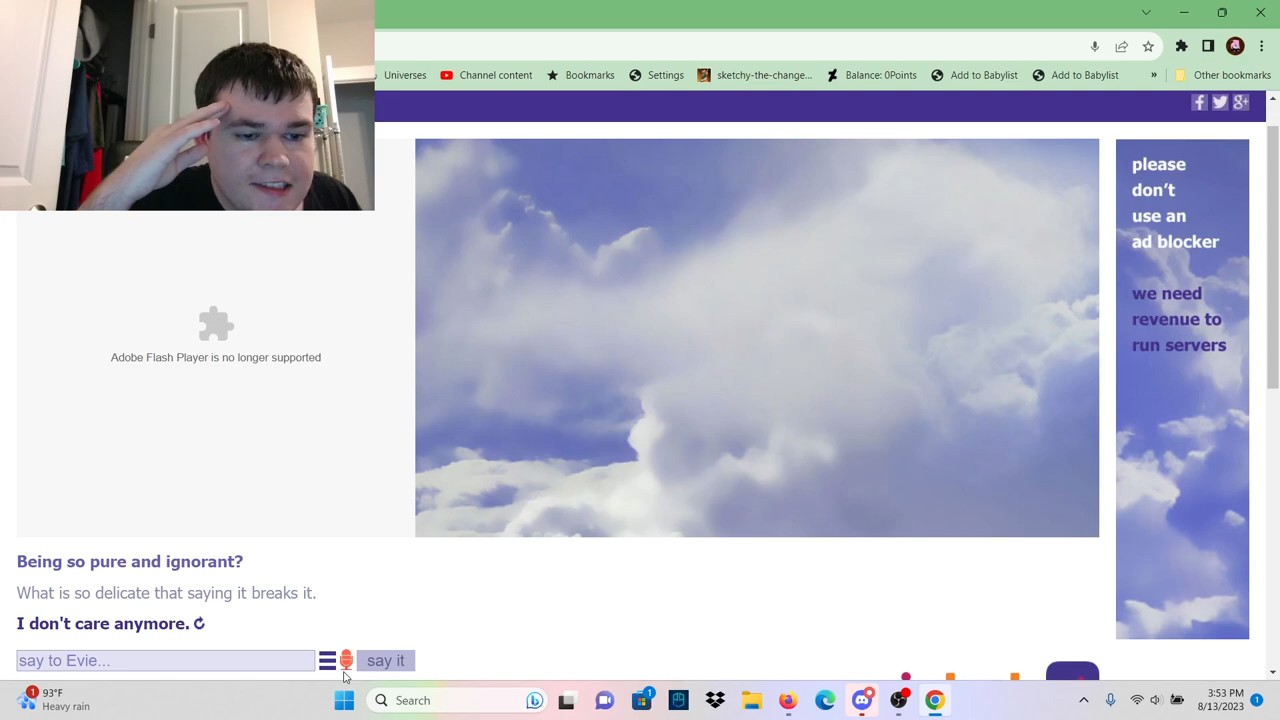 Universes
Channel content
Bookmarks
Settings
sketchy-the-change...
Balance: 0Points
Add to Babylist
Add to Babylist
»
Other bookmarks
please
don't
use an
ad blocker
we need
revenue to
run servers
Adobe Flash Player is no longer supported
Being so pure and ignorant?
What is so delicate that saying it breaks it.
I don't care anymore.
say to Evie...
say it
1
93°F
Heavy rain
Search
1
3:53 PM
8/13/2023
1